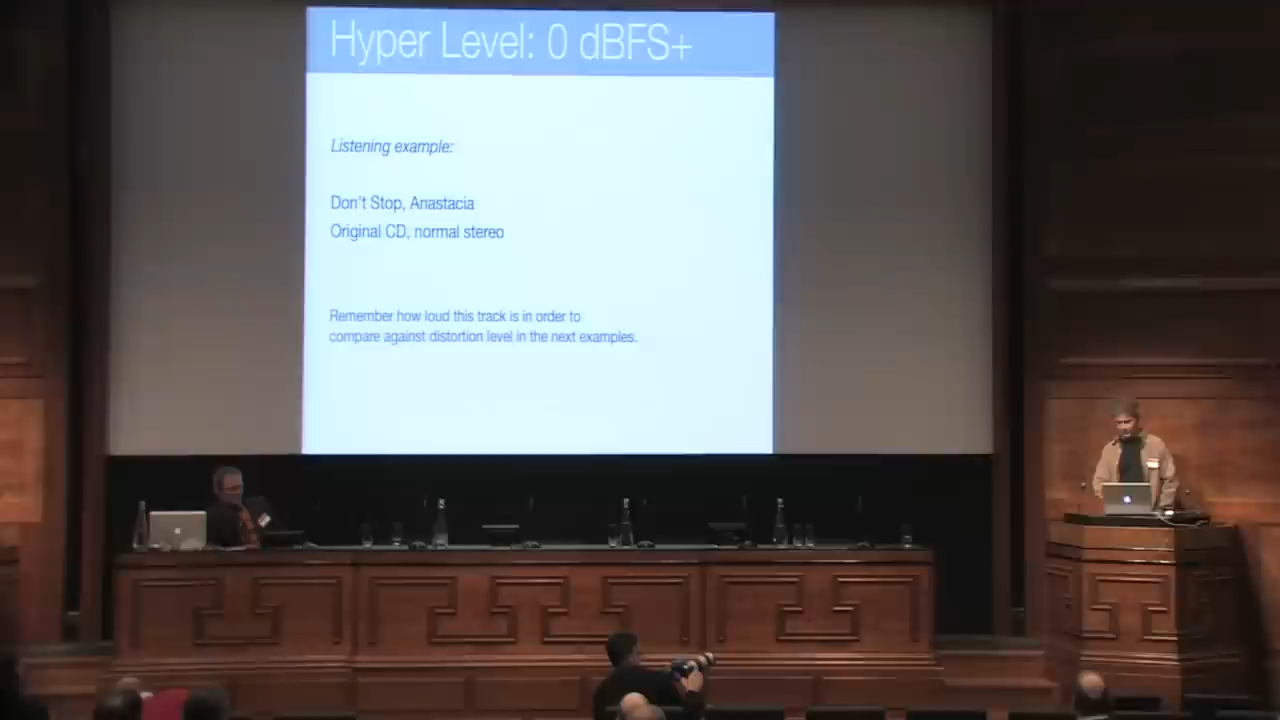 Hyper Level: 0 dBFS+
Listening example:
Don't Stop, Anastacia
Original CD, normal stereo
Remember how loud this track is in order to
compare against distortion level in the next examples.